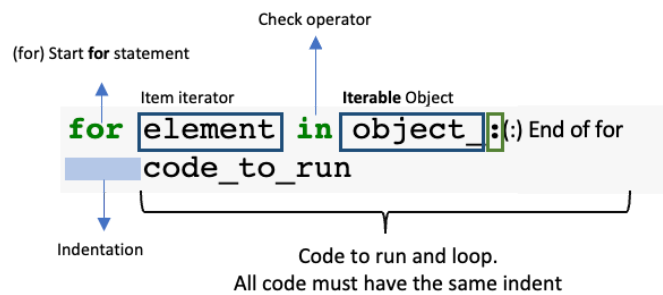 Check operator
(for) Start for statement
Item iterator
Iterable Object
for element in object_:(:) End of for
code_to_run
Indentation
Code to run and loop.
All code must have the same indent